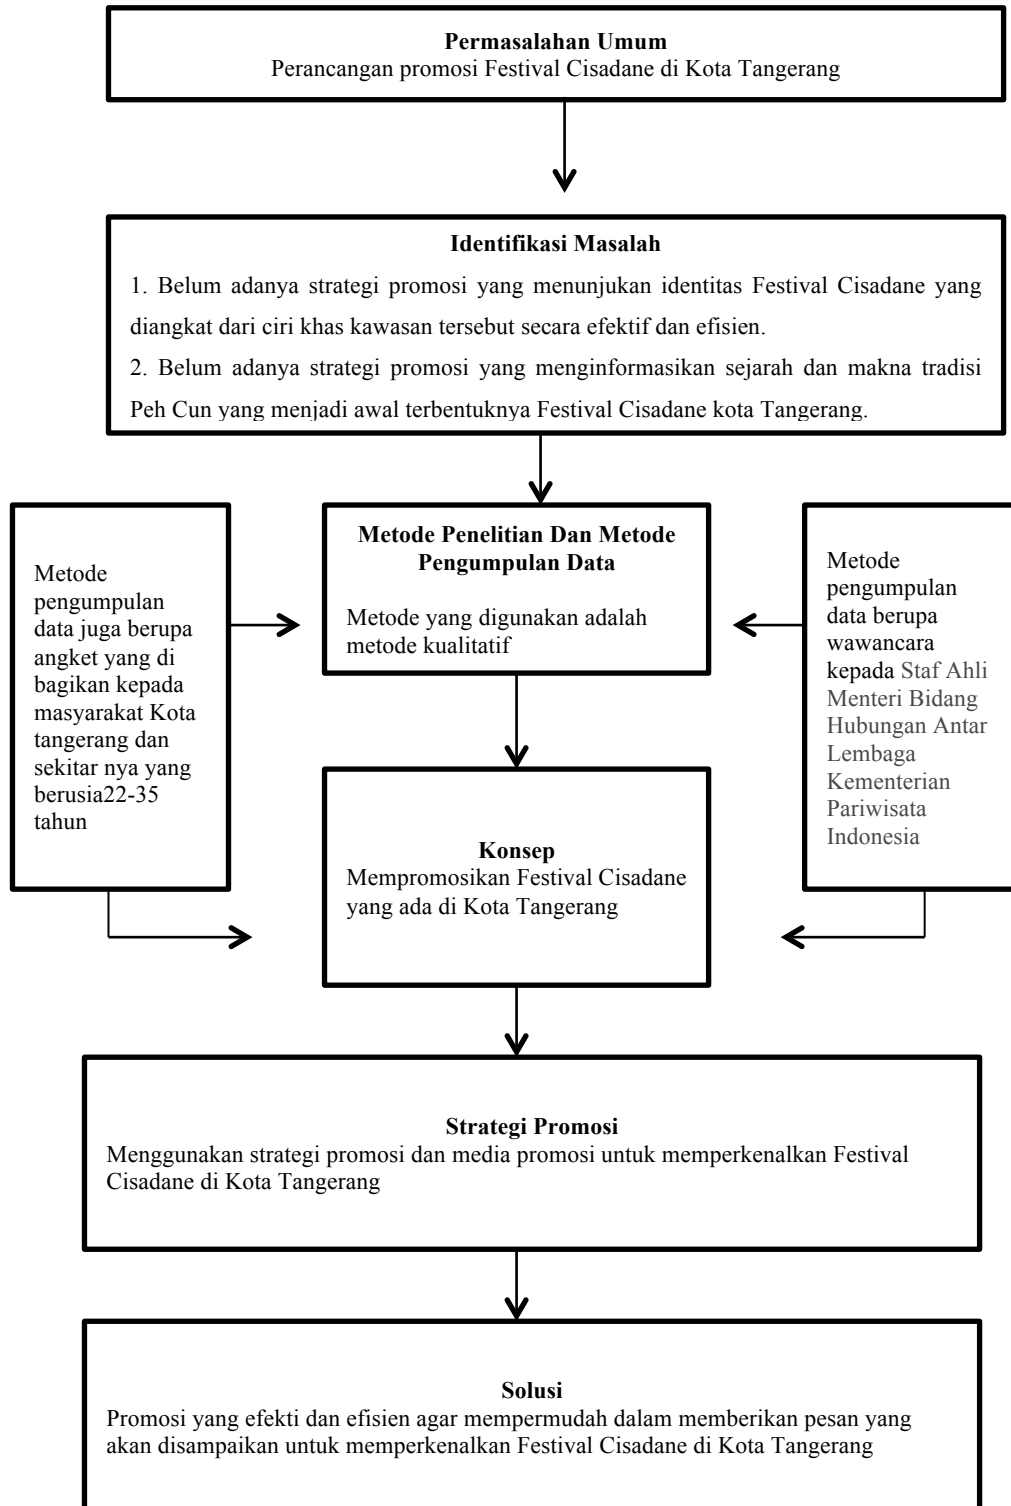 Permasalahan Umum
Perancangan promosi Festival Cisadane di Kota Tangerang
Identifikasi Masalah
1. Belum adanya strategi promosi yang menunjukan identitas Festival Cisadane yang
diangkat dari ciri khas kawasan tersebut secara efektif dan efisien.
2. Belum adanya strategi promosi yang menginformasikan sejarah dan makna tradisi
Peh Cun yang menjadi awal terbentuknya Festival Cisadane kota Tangerang.
Metode
pengumpulan
data juga berupa
angket yang di
bagikan kepada
masyarakat Kota
tangerang dan
sekitar nya yang
berusia22-35
tahun
Metode Penelitian Dan Metode
Pengumpulan Data
Metode yang digunakan adalah
metode kualitatif
Metode
pengumpulan
data berupa
wawancara
kepada Staf Ahli
Menteri Bidang
Hubungan Antar
Lembaga
Kementerian
Pariwisata
Indonesia
Konsep
Mempromosikan Festival Cisadane
yang ada di Kota Tangerang
Strategi Promosi
Menggunakan strategi promosi dan media promosi untuk memperkenalkan Festival
Cisadane di Kota Tangerang
Solusi
Promosi yang efekti dan efisien agar mempermudah dalam memberikan pesan yang
akan disampaikan untuk memperkenalkan Festival Cisadane di Kota Tangerang